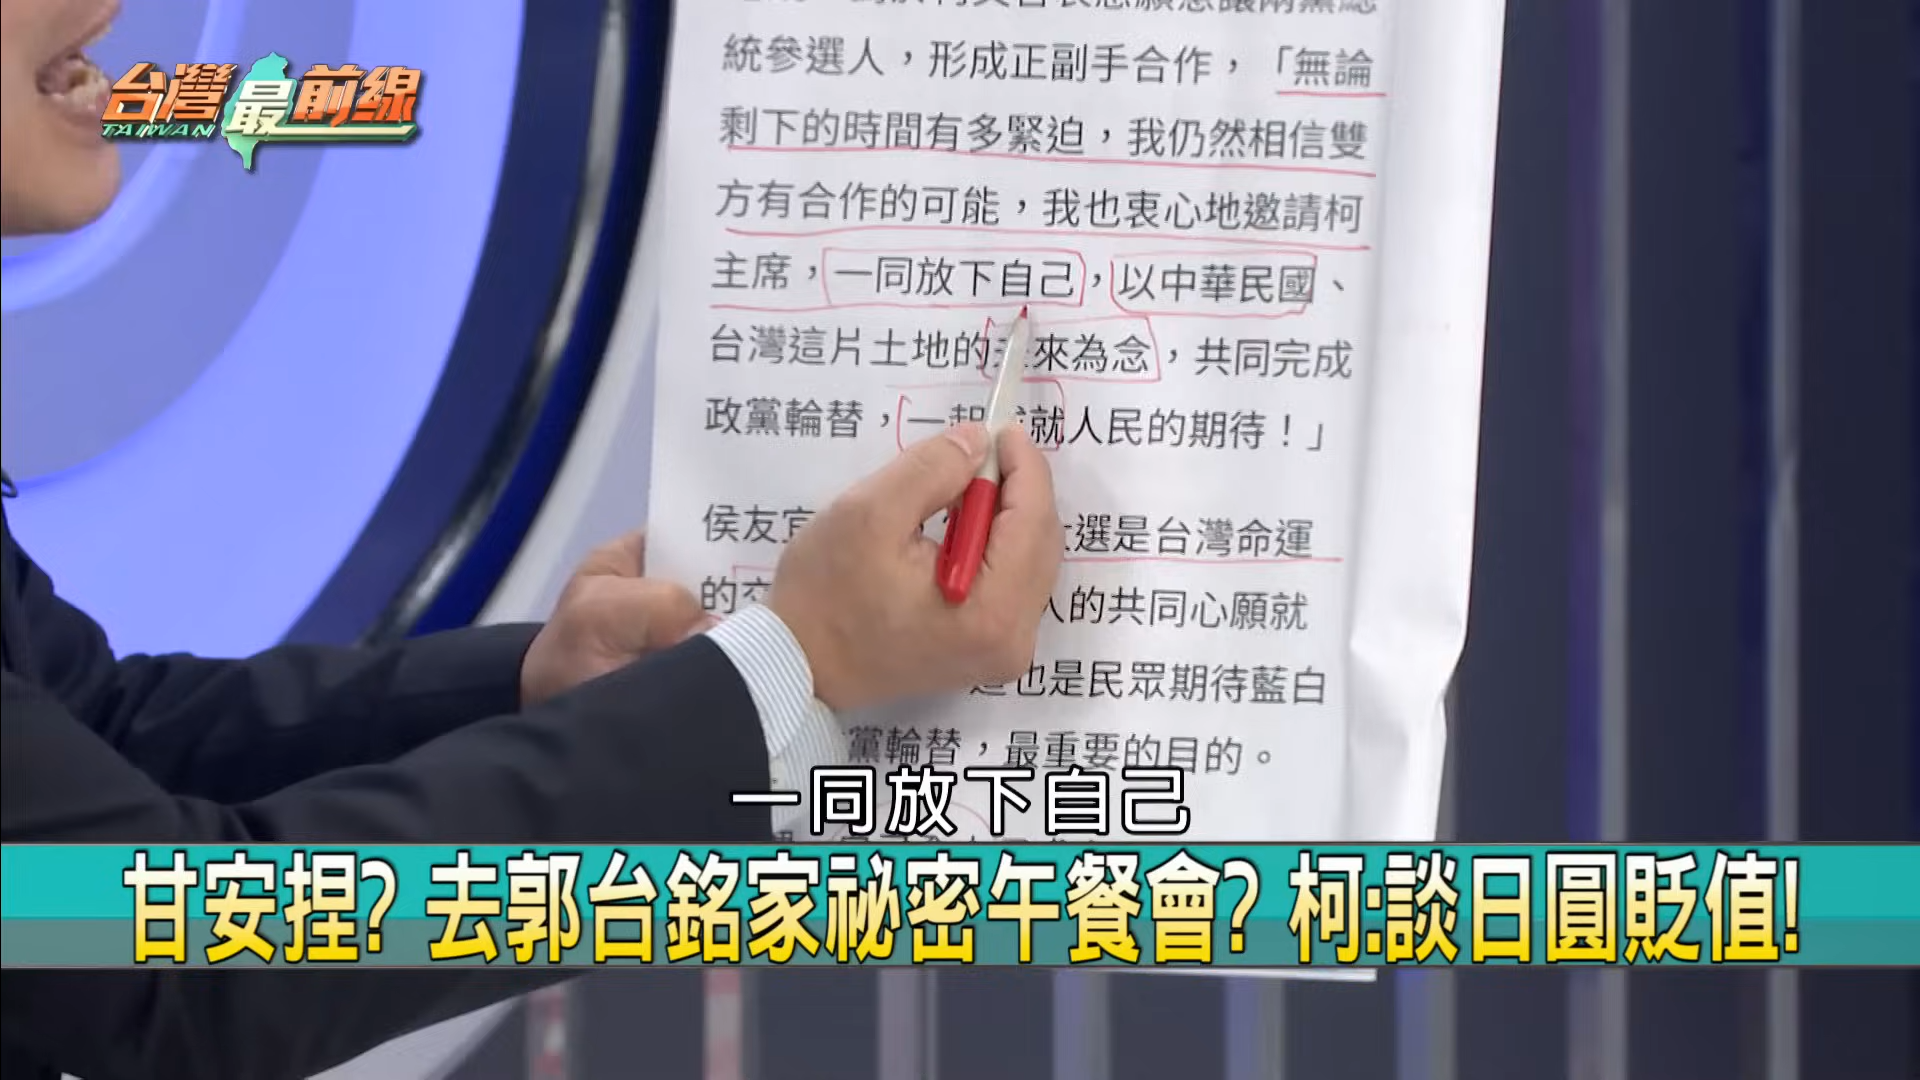 台灣最前線
TAIWAN
統參選人，形成正副手合作，「無論
剩下的時間有多緊迫，我仍然相信雙
方有合作的可能，我也衷心地邀請柯
主席，一同放下自己，以中華民國、
台灣這片土地的未來為念，共同完成
政黨輪替，一起成就人民的期待！」
侯友宜
選是台灣命運
的交
人的共同心願就
這也是民眾期待藍白
黨輪替，最重要的目的。
一同放下自己
甘安捏? 去郭台銘家祕密午餐會? 柯:談日圓貶值!